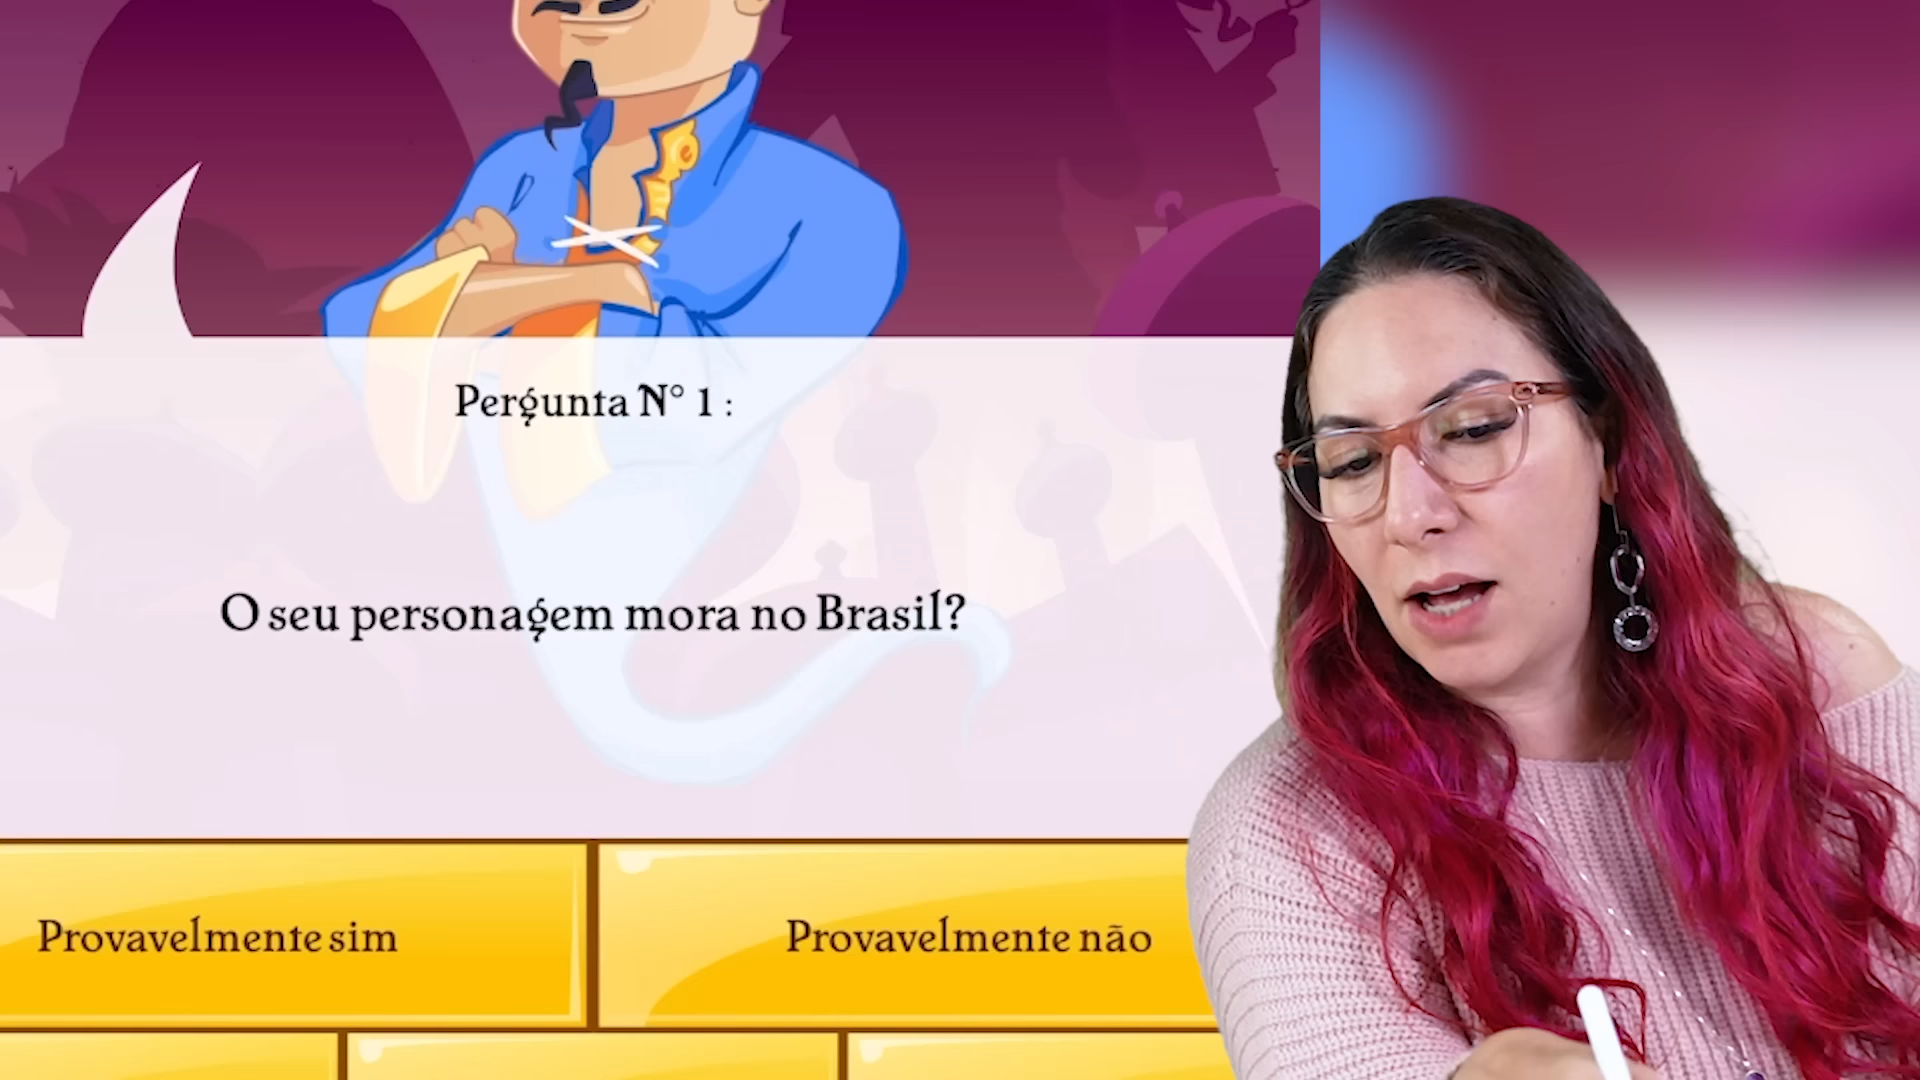 Pergunta N° 1 :
O seu personagem mora no Brasil?
Provavelmente sim
Provavelmente não